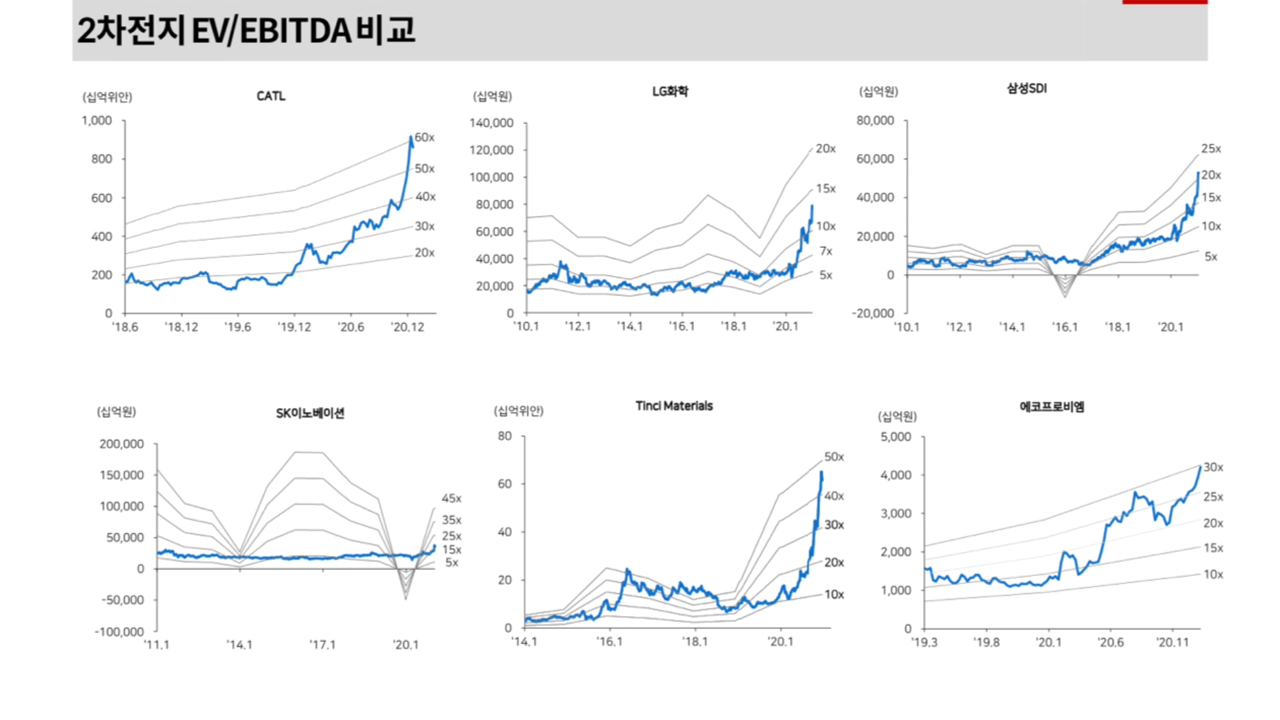 2차전지 EV/EBITDA 비교
(십억위안)
CATL
1,000
800
600
400
200
0
60x
50x
40x
30x
20x
'18.6 '18.12 '19.6 '19.12 '20.6 '20.12
(십억원)
LG화학
140,000
120,000
100,000
80,000
60,000
40,000
20,000
0
20x
15x
10x
7x
5x
'10.1 '12.1 '14.1 '16.1 '18.1 '20.1
(십억원)
삼성SDI
80,000
60,000
40,000
20,000
0
-20,000
25x
20x
15x
10x
5x
'10.1 '12.1 '14.1 '16.1 '18.1 '20.1
(십억원)
SK이노베이션
200,000
150,000
100,000
50,000
0
-50,000
-100,000
45x
35x
25x
15x
5x
'11.1 '14.1 '17.1 '20.1
(십억위안)
Tinci Materials
80
60
40
20
0
50x
40x
30x
20x
10x
'14.1 '16.1 '18.1 '20.1
(십억원)
에코프로비엠
5,000
4,000
3,000
2,000
1,000
0
30x
25x
20x
15x
10x
'19.3 '19.8 '20.1 '20.6 '20.11